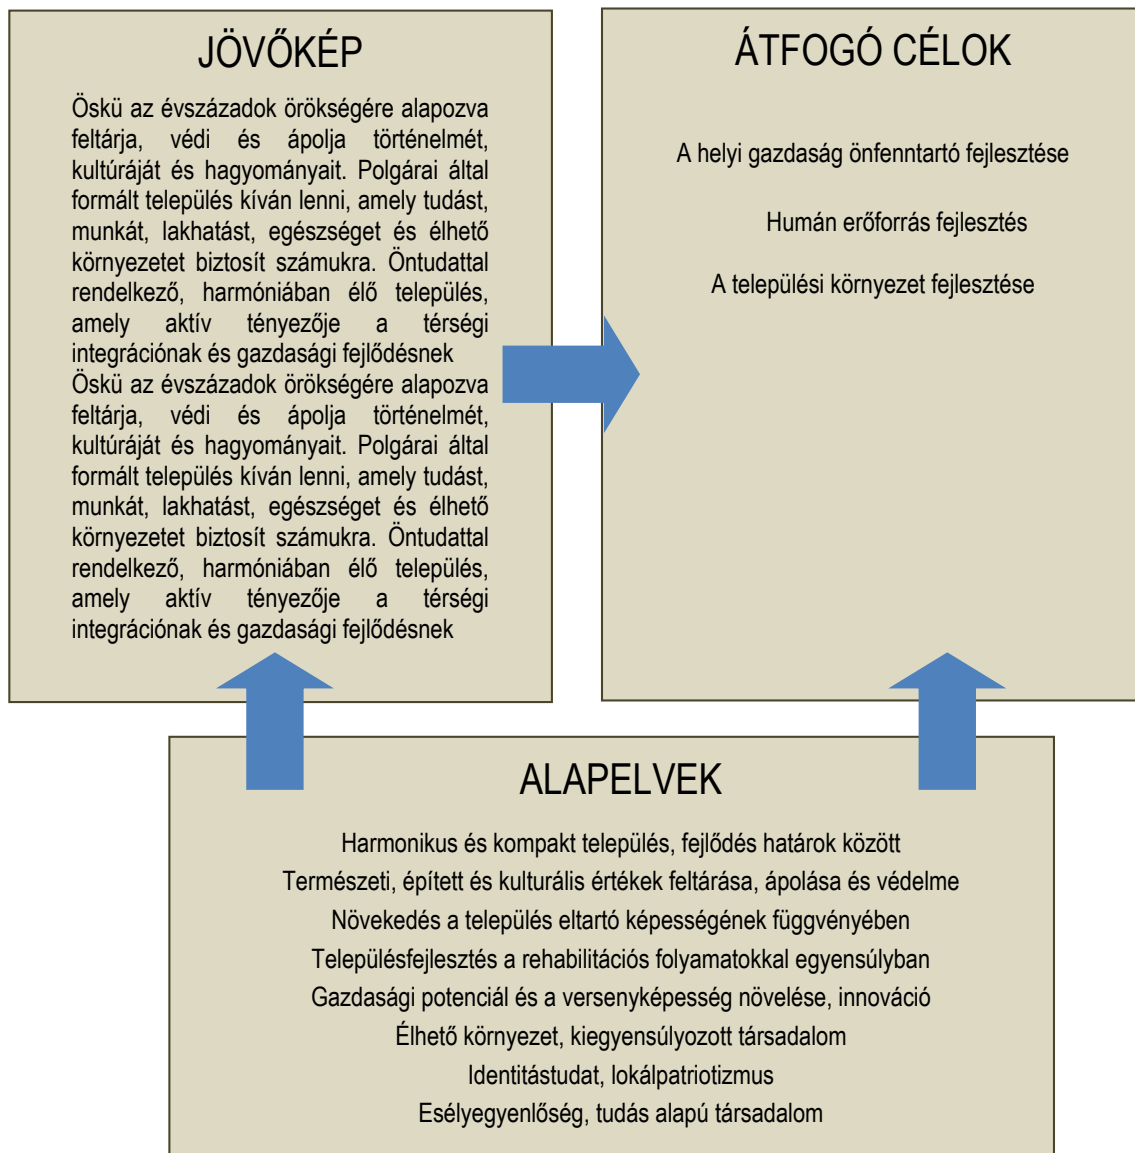 JÖVŐKÉP
Öskü az évszázadok örökségére alapozva
feltárja, védi és ápolja történelmét,
kultúráját és hagyományait. Polgárai által
formált település kíván lenni, amely tudást,
munkát, lakhatást, egészséget és élhető
környezetet biztosít számukra. Öntudattal
rendelkező, harmóniában élő település,
amely aktív tényezője a térségi
integrációnak és gazdasági fejlődésnek
Öskü az évszázadok örökségére alapozva
feltárja, védi és ápolja történelmét,
kultúráját és hagyományait. Polgárai által
formált település kíván lenni, amely tudást,
munkát, lakhatást, egészséget és élhető
környezetet biztosít számukra. Öntudattal
rendelkező, harmóniában élő település,
amely aktív tényezője a térségi
integrációnak és gazdasági fejlődésnek
ÁTFOGÓ CÉLOK
A helyi gazdaság önfenntartó fejlesztése
Humán erőforrás fejlesztés
A települési környezet fejlesztése
ALAPELVEK
Harmonikus és kompakt település, fejlődés határok között
Természeti, épített és kulturális értékek feltárása, ápolása és védelme
Növekedés a település eltartó képességének függvényében
Településfejlesztés a rehabilitációs folyamatokkal egyensúlyban
Gazdasági potenciál és a versenyképesség növelése, innováció
Élhető környezet, kiegyensúlyozott társadalom
Identitástudat, lokálpatriotizmus
Esélyegyenlőség, tudás alapú társadalom